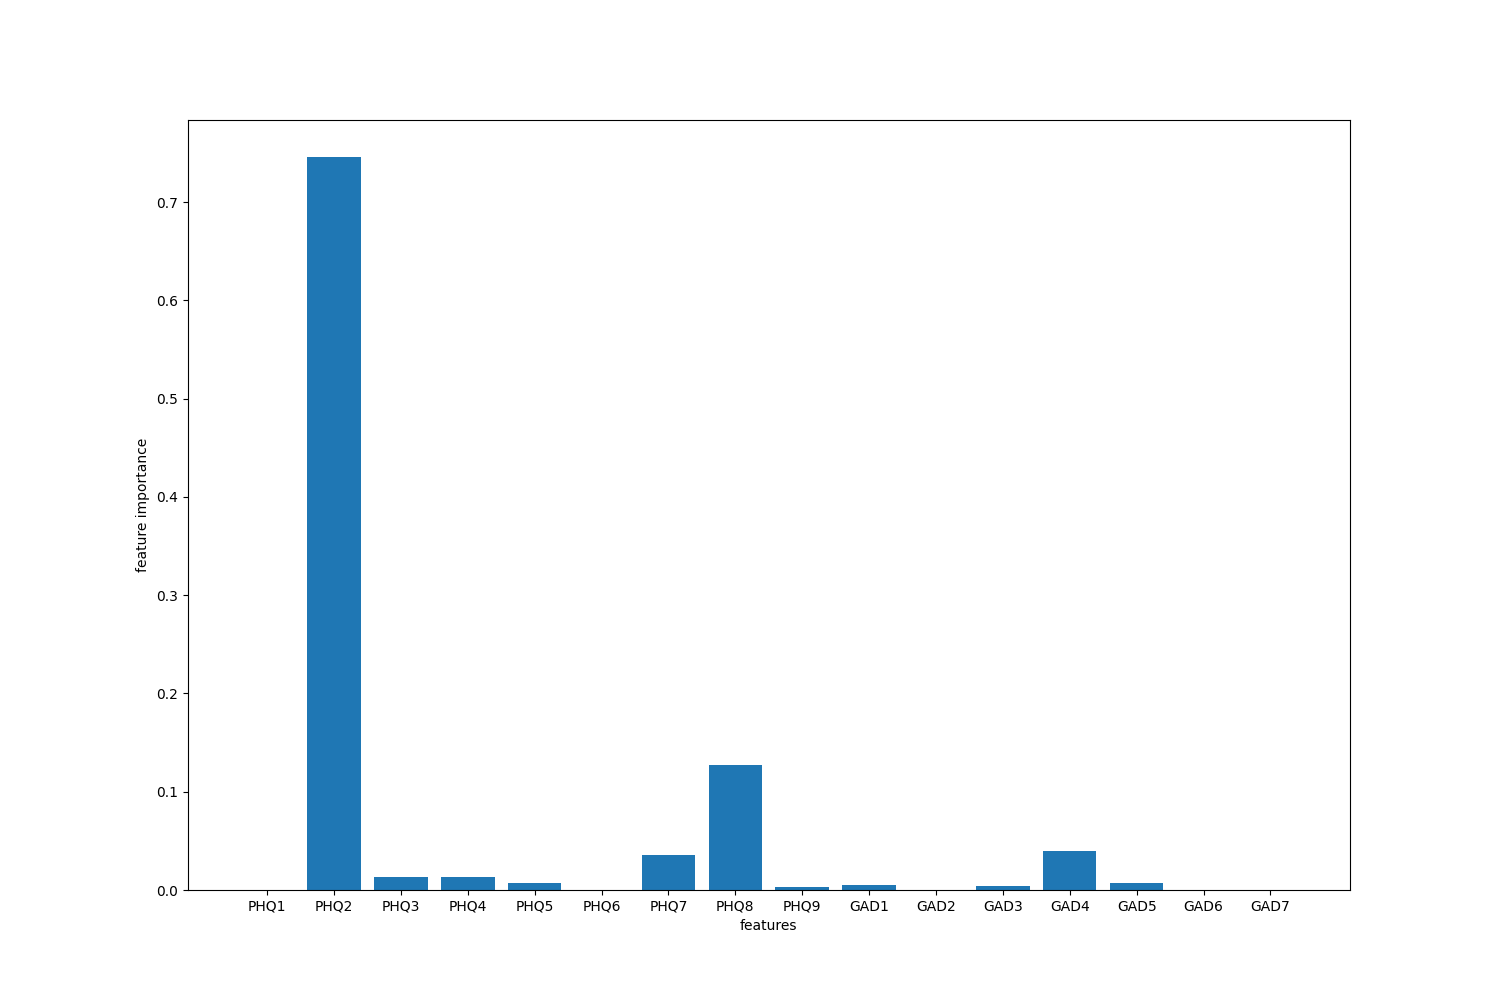 0.7
0.6
0.5
0.4
0.3
0.2
0.1
0.0
feature importance
PHQ1 PHQ2 PHQ3 PHQ4 PHQ5 PHQ6 PHQ7 PHQ8 PHQ9 GAD1 GAD2 GAD3 GAD4 GAD5 GAD6 GAD7
features